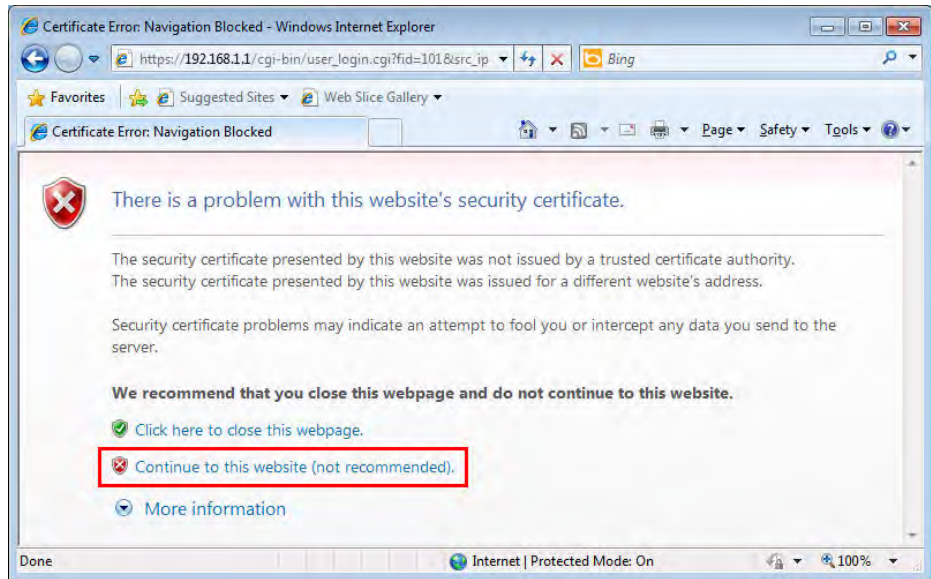 Certificate Error: Navigation Blocked - Windows Internet Explorer
https://192.168.1.1/cgi-bin/user_login.cgi?fid=101&src_ip
Bing
Favorites
Suggested Sites
Web Slice Gallery
Certificate Error: Navigation Blocked
Page
Safety
Tools
There is a problem with this website's security certificate.
The security certificate presented by this website was not issued by a trusted certificate authority.
The security certificate presented by this website was issued for a different website's address.
Security certificate problems may indicate an attempt to fool you or intercept any data you send to the
server.
We recommend that you close this webpage and do not continue to this website.
Click here to close this webpage.
Continue to this website (not recommended).
More information
Done
Internet | Protected Mode: On
100%